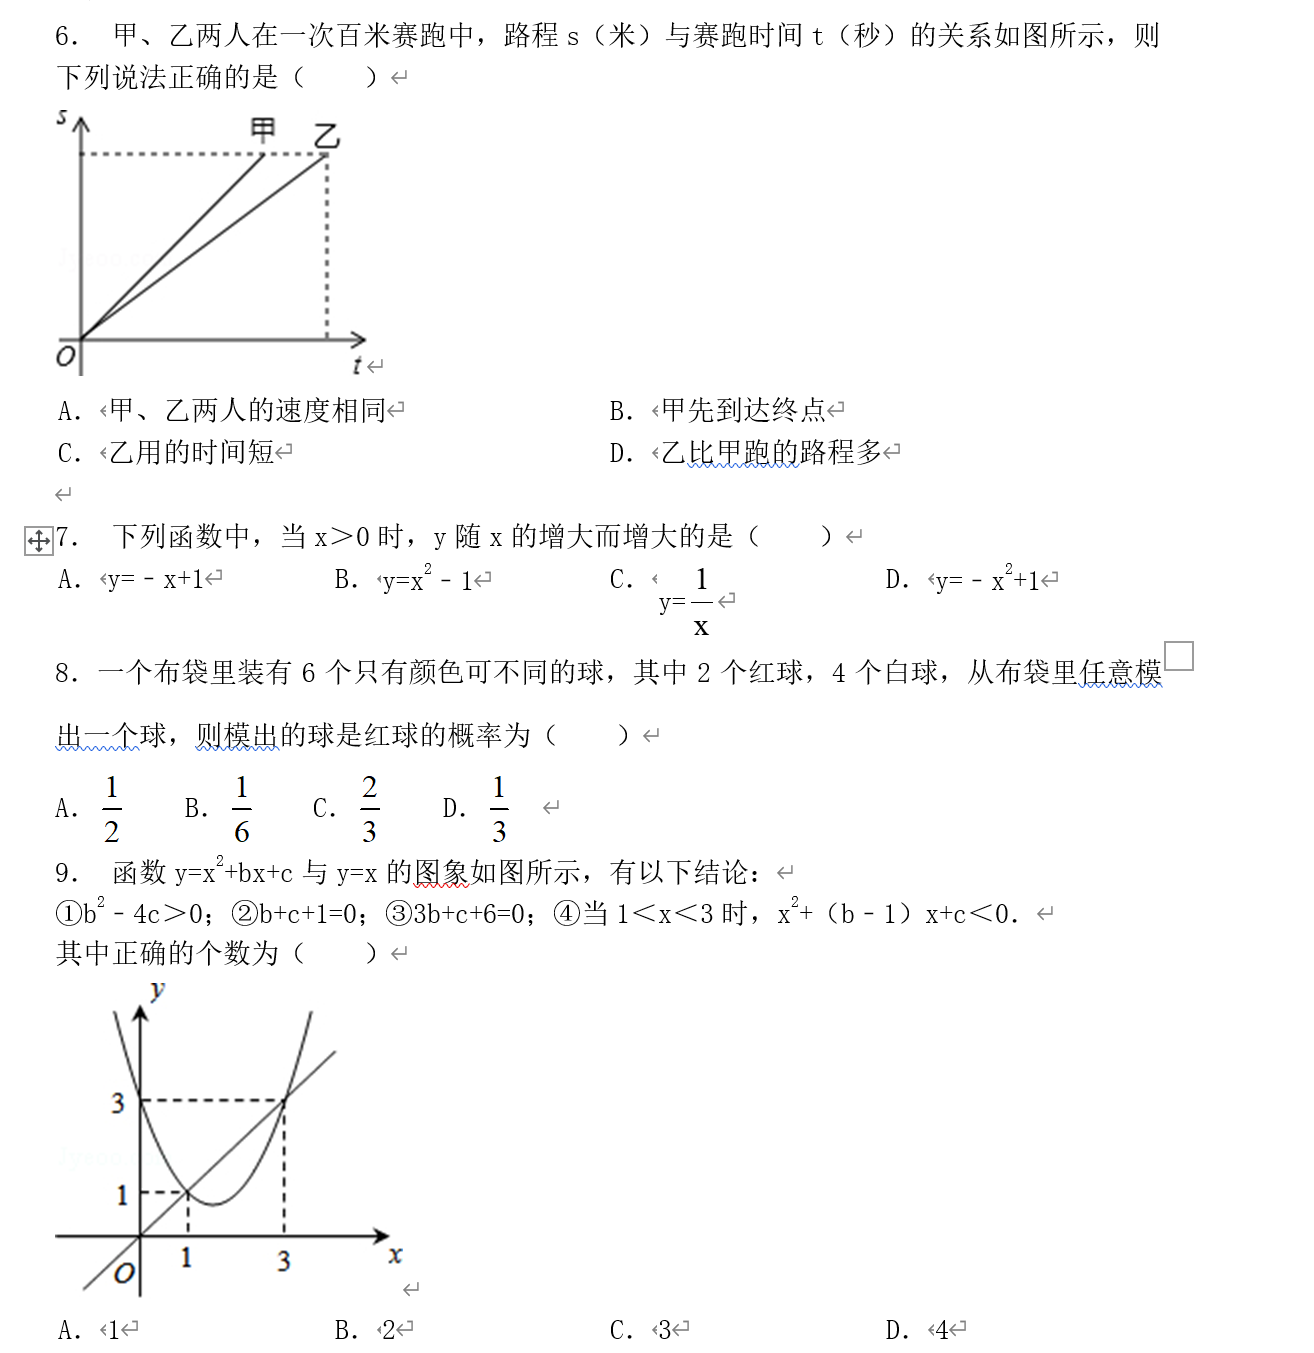 6. 甲、乙两人在一次百米赛跑中，路程 s（米）与赛跑时间 t（秒）的关系如图所示，则
下列说法正确的是（　　）
s
甲
乙
O
t
A. 甲、乙两人的速度相同
B. 甲先到达终点
C. 乙用的时间短
D. 乙比甲跑的路程多
7. 下列函数中，当 x＞0 时，y 随 x 的增大而增大的是（　　）
A. y=－x+1
B. y=x²－1
C. y=1/x
D. y=－x²+1
8. 一个布袋里装有 6 个只有颜色可不同的球，其中 2 个红球，4 个白球，从布袋里任意模
出一个球，则模出的球是红球的概率为（　　）
A. 1/2 B. 1/6 C. 2/3 D. 1/3
9. 函数 y=x²+bx+c 与 y=x 的图象如图所示，有以下结论：
①b²－4c＞0；②b+c+1=0；③3b+c+6=0；④当 1＜x＜3 时，x²+（b－1）x+c＜0．
其中正确的个数为（　　）
y
3
1
O
1
3
x
A. 1
B. 2
C. 3
D. 4